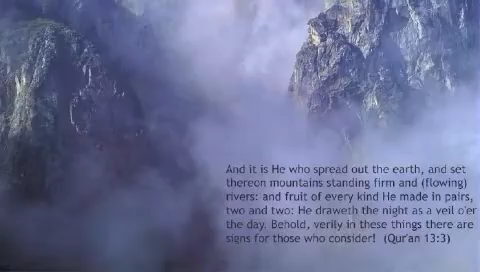 And it is He who spread out the earth, and set
thereon mountains standing firm and (flowing)
rivers: and fruit of every kind He made in pairs,
two and two: He draweth the night as a veil o'er
the day. Behold, verily in these things there are
signs for those who consider! (Qur'an 13:3)